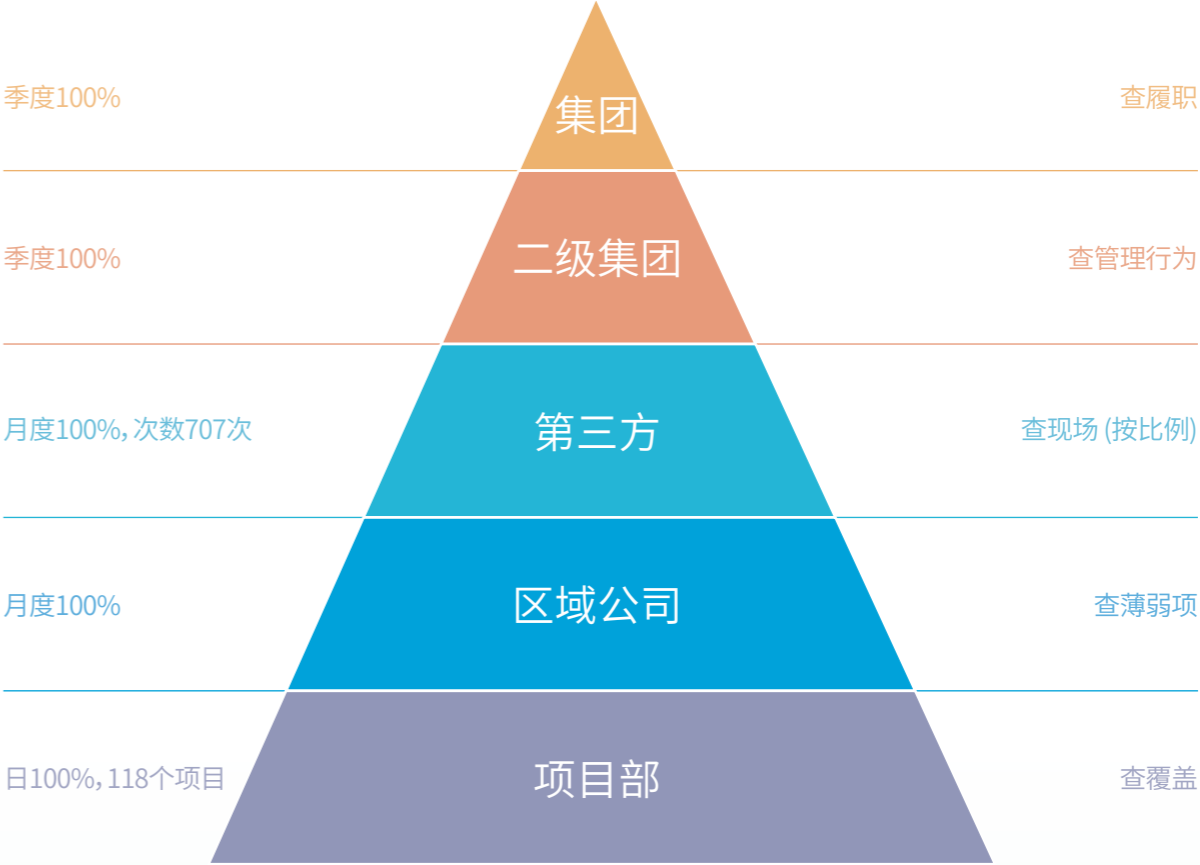 季度100%
集团
查履职
季度100%
二级集团
查管理行为
月度100%，次数707次
第三方
查现场 (按比例)
月度100%
区域公司
查薄弱项
日100%，118个项目
项目部
查覆盖